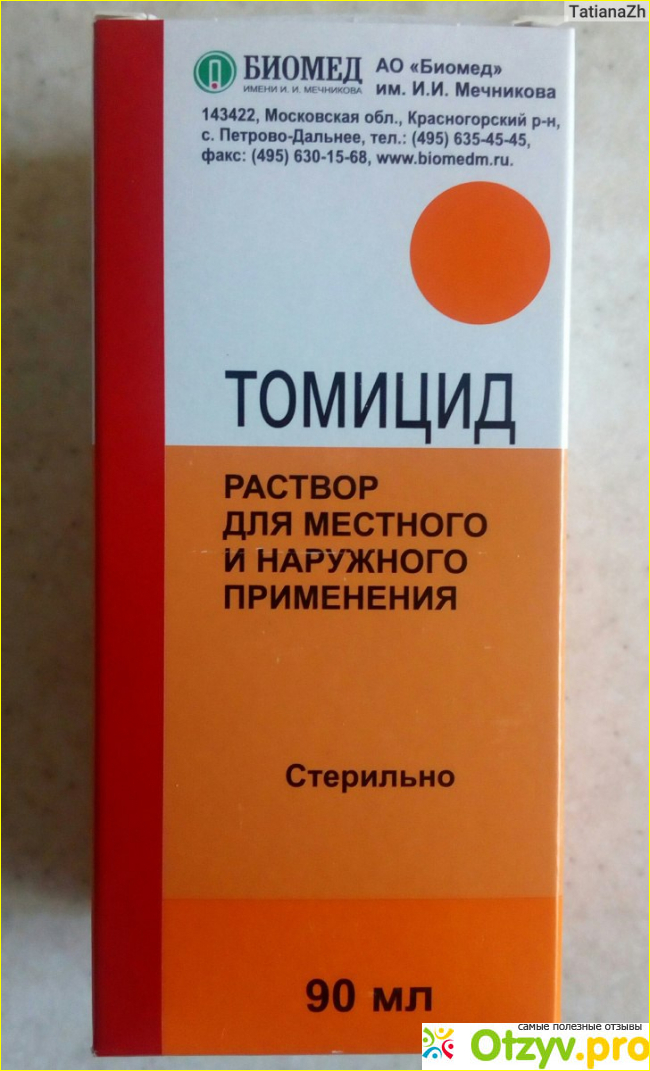 TatianaZh
БИОМЕД
ИМЕНИ И. И. МЕЧНИКОВА
АО «Биомед»
им. И.И. Мечникова
143422, Московская обл., Красногорский р-н,
с. Петрово-Дальнее, тел.: (495) 635-45-45,
факс: (495) 630-15-68, www.biomedm.ru.
ТОМИЦИД
РАСТВОР
ДЛЯ МЕСТНОГО
И НАРУЖНОГО
ПРИМЕНЕНИЯ
Стерильно
90 мл
самые полезные отзывы
Otzyv.pro